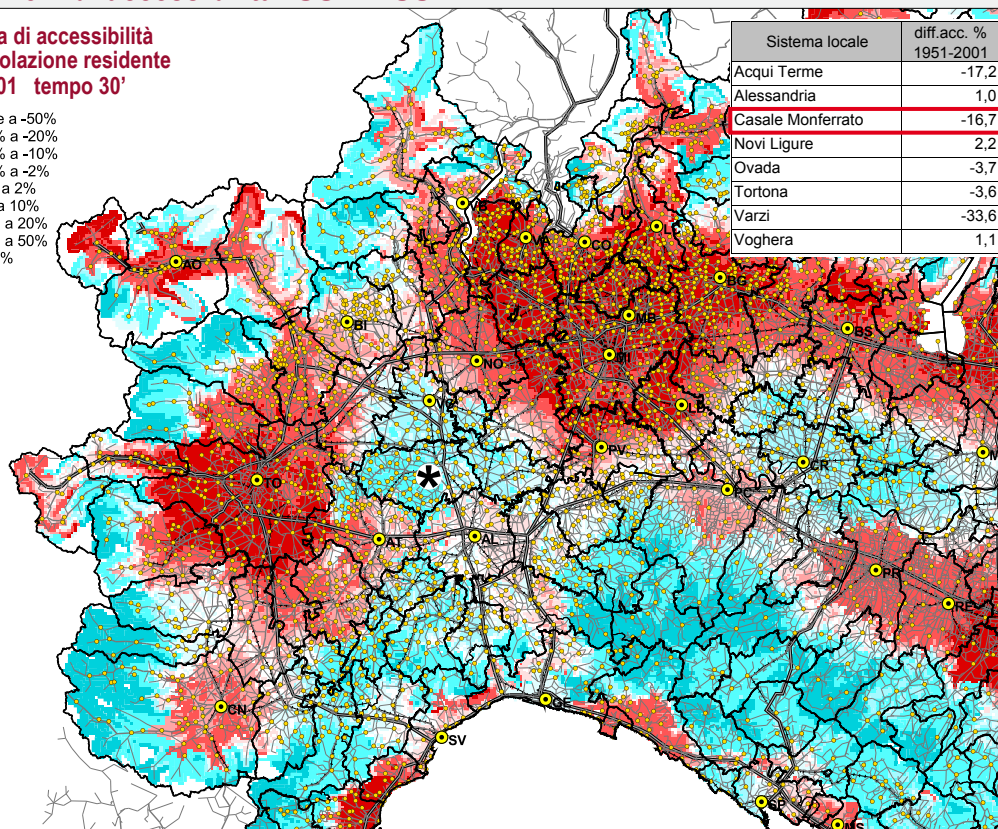 a di accessibilità
olazione residente
01 tempo 30'
e a -50%
% a -20%
% a -10%
% a -2%
a 2%
a 10%
a 20%
a 50%
%
Sistema locale diff.acc. % 1951-2001
Acqui Terme -17,2
Alessandria 1,0
Casale Monferrato -16,7
Novi Ligure 2,2
Ovada -3,7
Tortona -3,6
Varzi -33,6
Voghera 1,1
VB
VA
CO
L
AO
BG
BI
MB
BS
NO
MI
V
PV
CR
TO
*
PC
AT
AL
PR
RE
CN
GE
SV
SP
MS